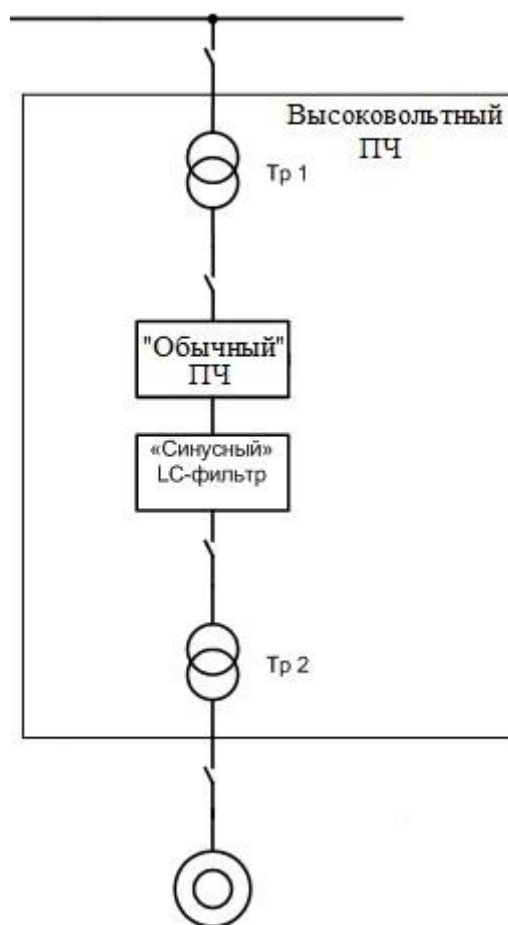 Высоковольтный
ПЧ
Тр 1
"Обычный"
ПЧ
«Синусный»
LC-фильтр
Тр 2